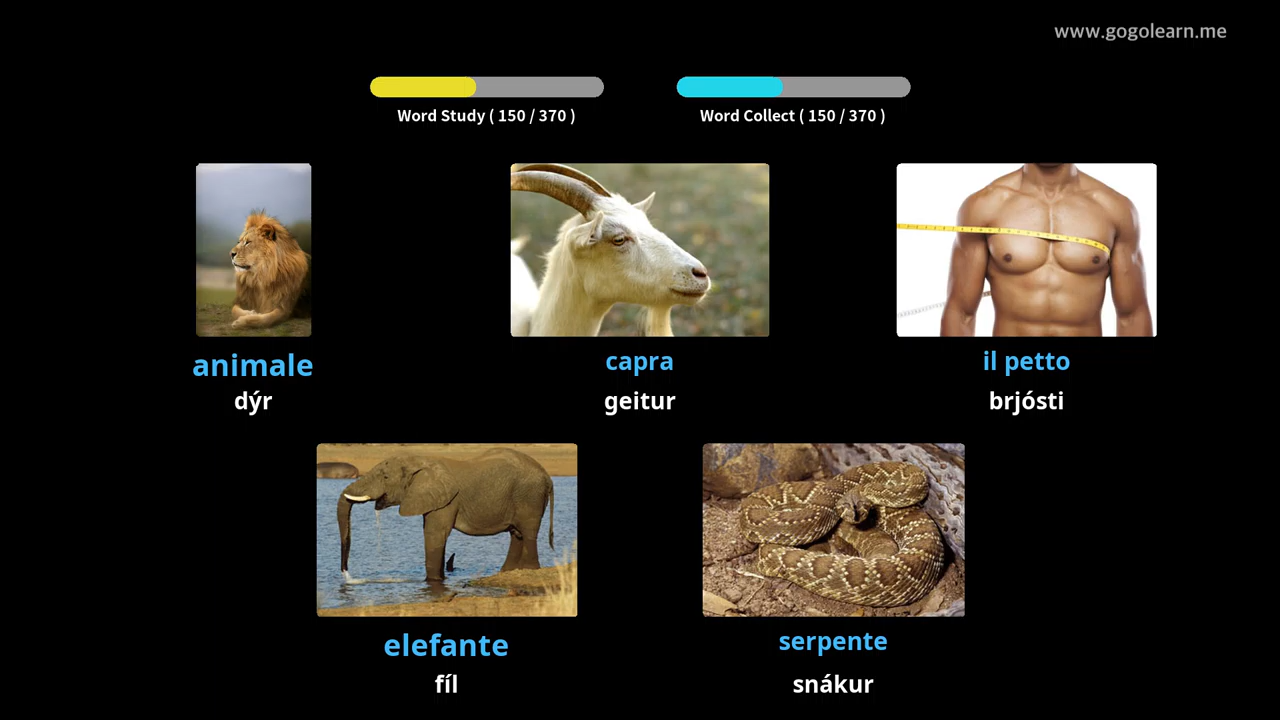 www.gogolearn.me
Word Study ( 150 / 370 )
Word Collect ( 150 / 370 )
animale
dýr
capra
geitur
il petto
brjósti
elefante
fíl
serpente
snákur